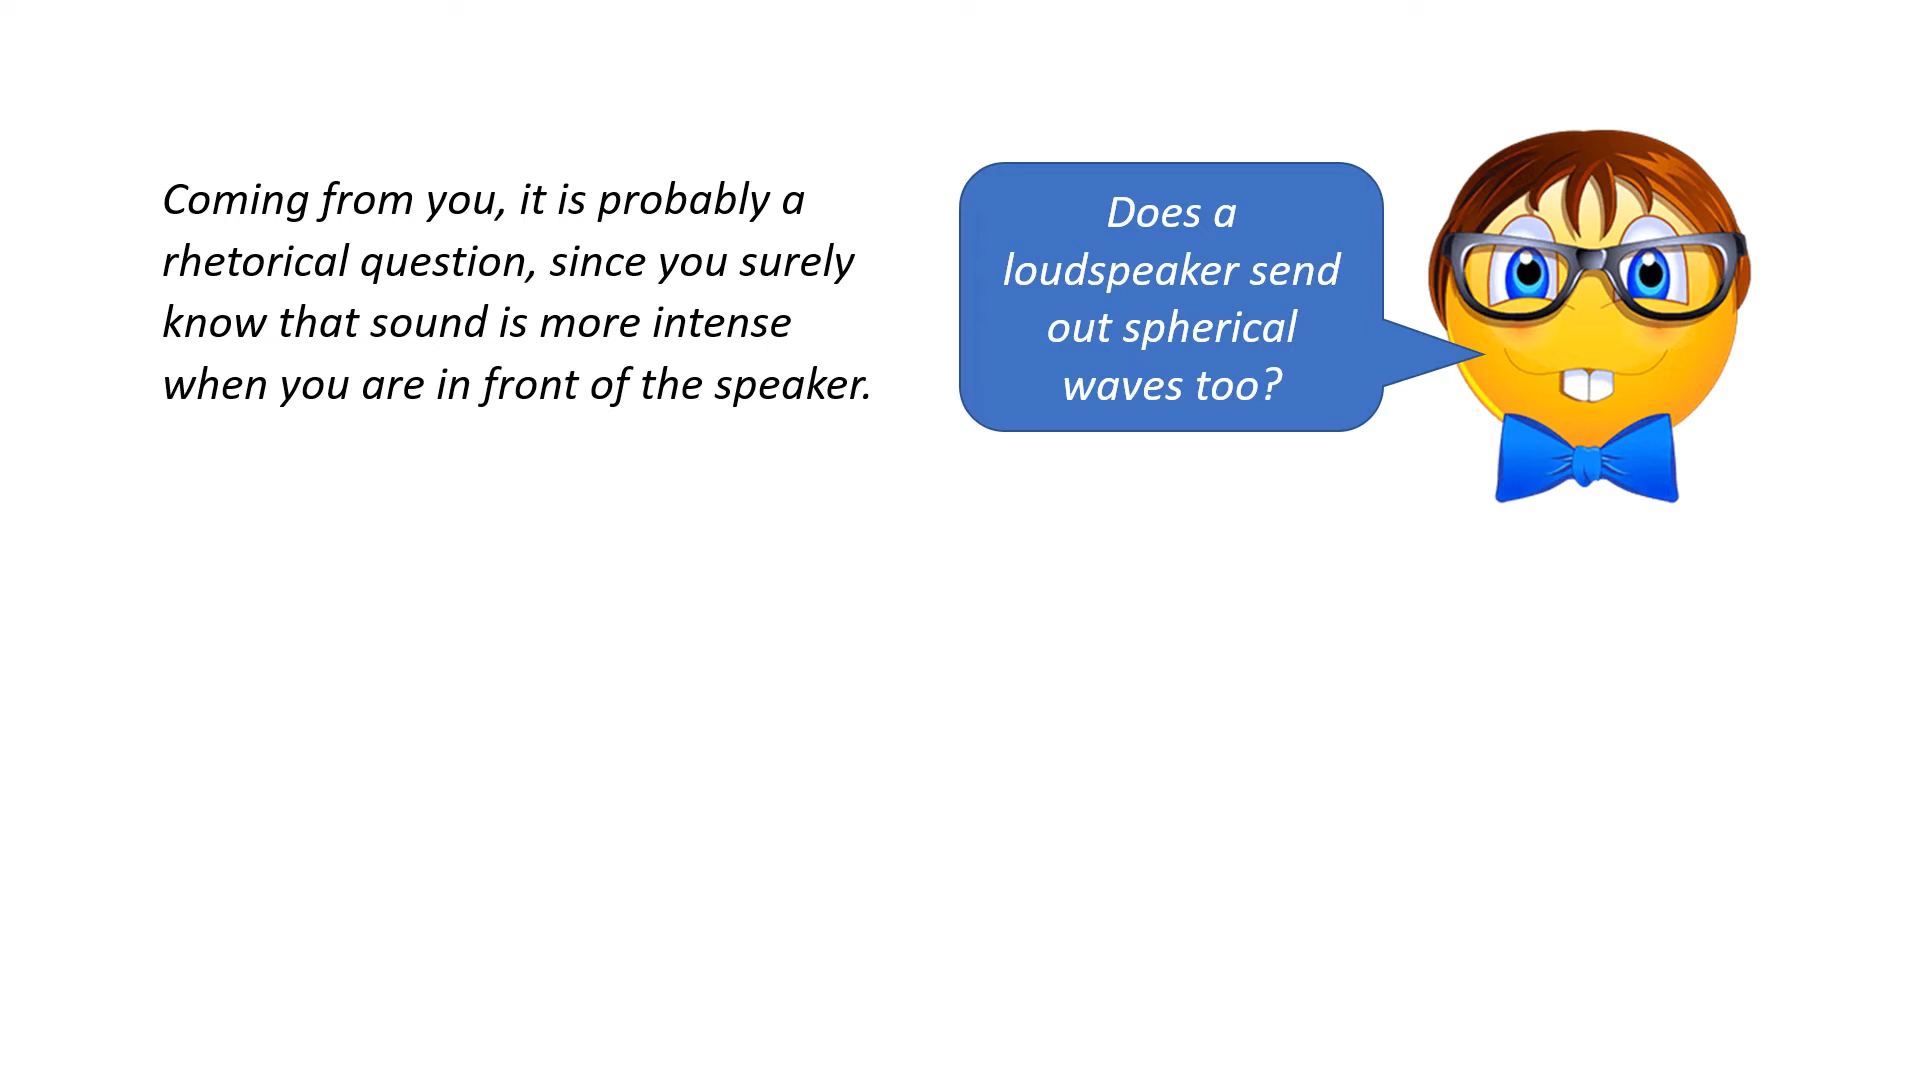 Coming from you, it is probably a
rhetorical question, since you surely
know that sound is more intense
when you are in front of the speaker.
Does a
loudspeaker send
out spherical
waves too?